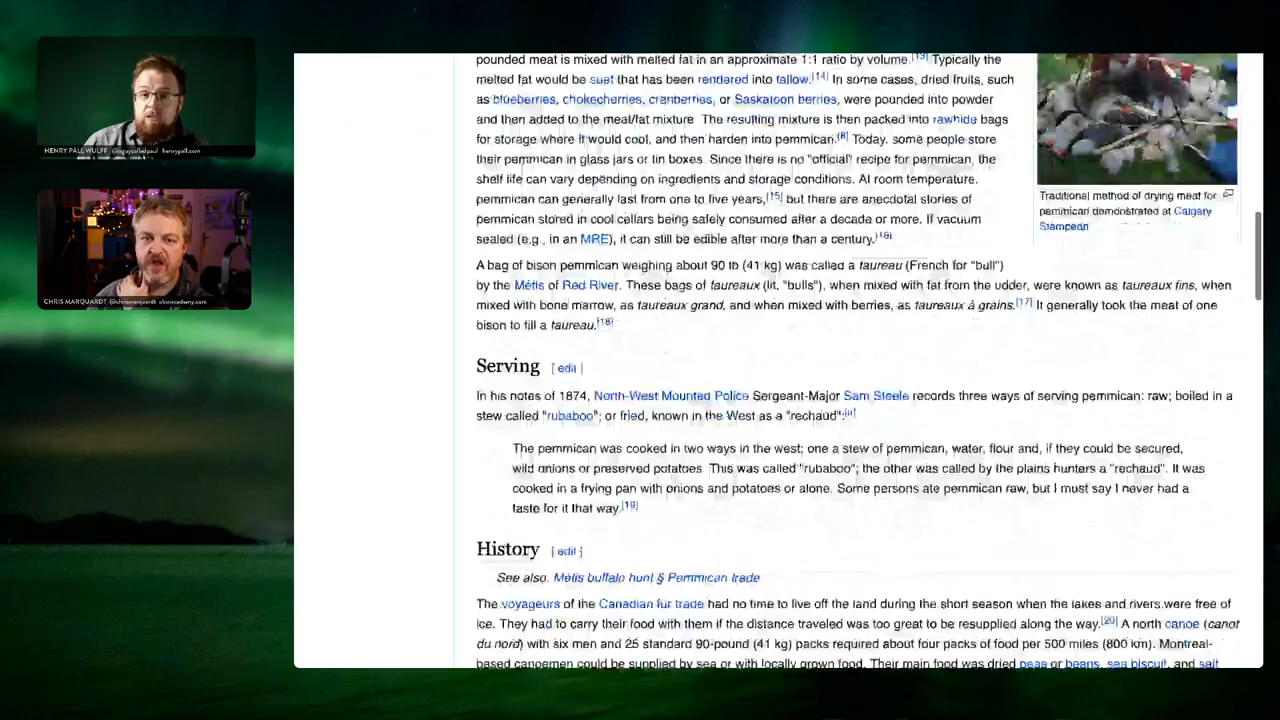 pounded meat is mixed with melted fat in an approximate 1:1 ratio by volume.[13] Typically the
melted fat would be suet that has been rendered into tallow.[14] In some cases, dried fruits, such
as blueberries, chokecherries, cranberries, or Saskatoon berries, were pounded into powder
and then added to the meat/fat mixture. The resulting mixture is then packed into rawhide bags
for storage where it would cool, and then harden into pemmican.[8] Today, some people store
their pemmican in glass jars or tin boxes. Since there is no "official" recipe for pemmican, the
shelf life can vary depending on ingredients and storage conditions. At room temperature,
pemmican can generally last from one to five years,[15] but there are anecdotal stories of
pemmican stored in cool cellars being safely consumed after a decade or more. If vacuum
sealed (e.g., in an MRE), it can still be edible after more than a century.[16]
Traditional method of drying meat for
pemmican demonstrated at Calgary
Stampede
A bag of bison pemmican weighing about 90 lb (41 kg) was called a taureau (French for "bull")
by the Métis of Red River. These bags of taureaux (lit. "bulls"), when mixed with fat from the udder, were known as taureaux fins, when
mixed with bone marrow, as taureaux grand, and when mixed with berries, as taureaux à grains.[17] It generally took the meat of one
bison to fill a taureau.[18]
Serving [ edit ]
In his notes of 1874, North-West Mounted Police Sergeant-Major Sam Steele records three ways of serving pemmican: raw; boiled in a
stew called "rubaboo"; or fried, known in the West as a "rechaud":
The pemmican was cooked in two ways in the west; one a stew of pemmican, water, flour and, if they could be secured,
wild onions or preserved potatoes. This was called "rubaboo"; the other was called by the plains hunters a "rechaud". It was
cooked in a frying pan with onions and potatoes or alone. Some persons ate pemmican raw, but I must say I never had a
taste for it that way.[19]
History [ edit ]
See also: Métis buffalo hunt § Pemmican trade
The voyageurs of the Canadian fur trade had no time to live off the land during the short season when the lakes and rivers were free of
ice. They had to carry their food with them if the distance traveled was too great to be resupplied along the way.[20] A north canoe (canot
du nord) with six men and 25 standard 90-pound (41 kg) packs required about four packs of food per 500 miles (800 km). Montreal-
based canoemen could be supplied by sea or with locally grown food. Their main food was dried peas or beans, sea biscuit, and salt
HENRY PALL WULFF @aguycalledpaul henrypall.com
CHRIS MARQUARDT @chrismarquardt obsracademy.com